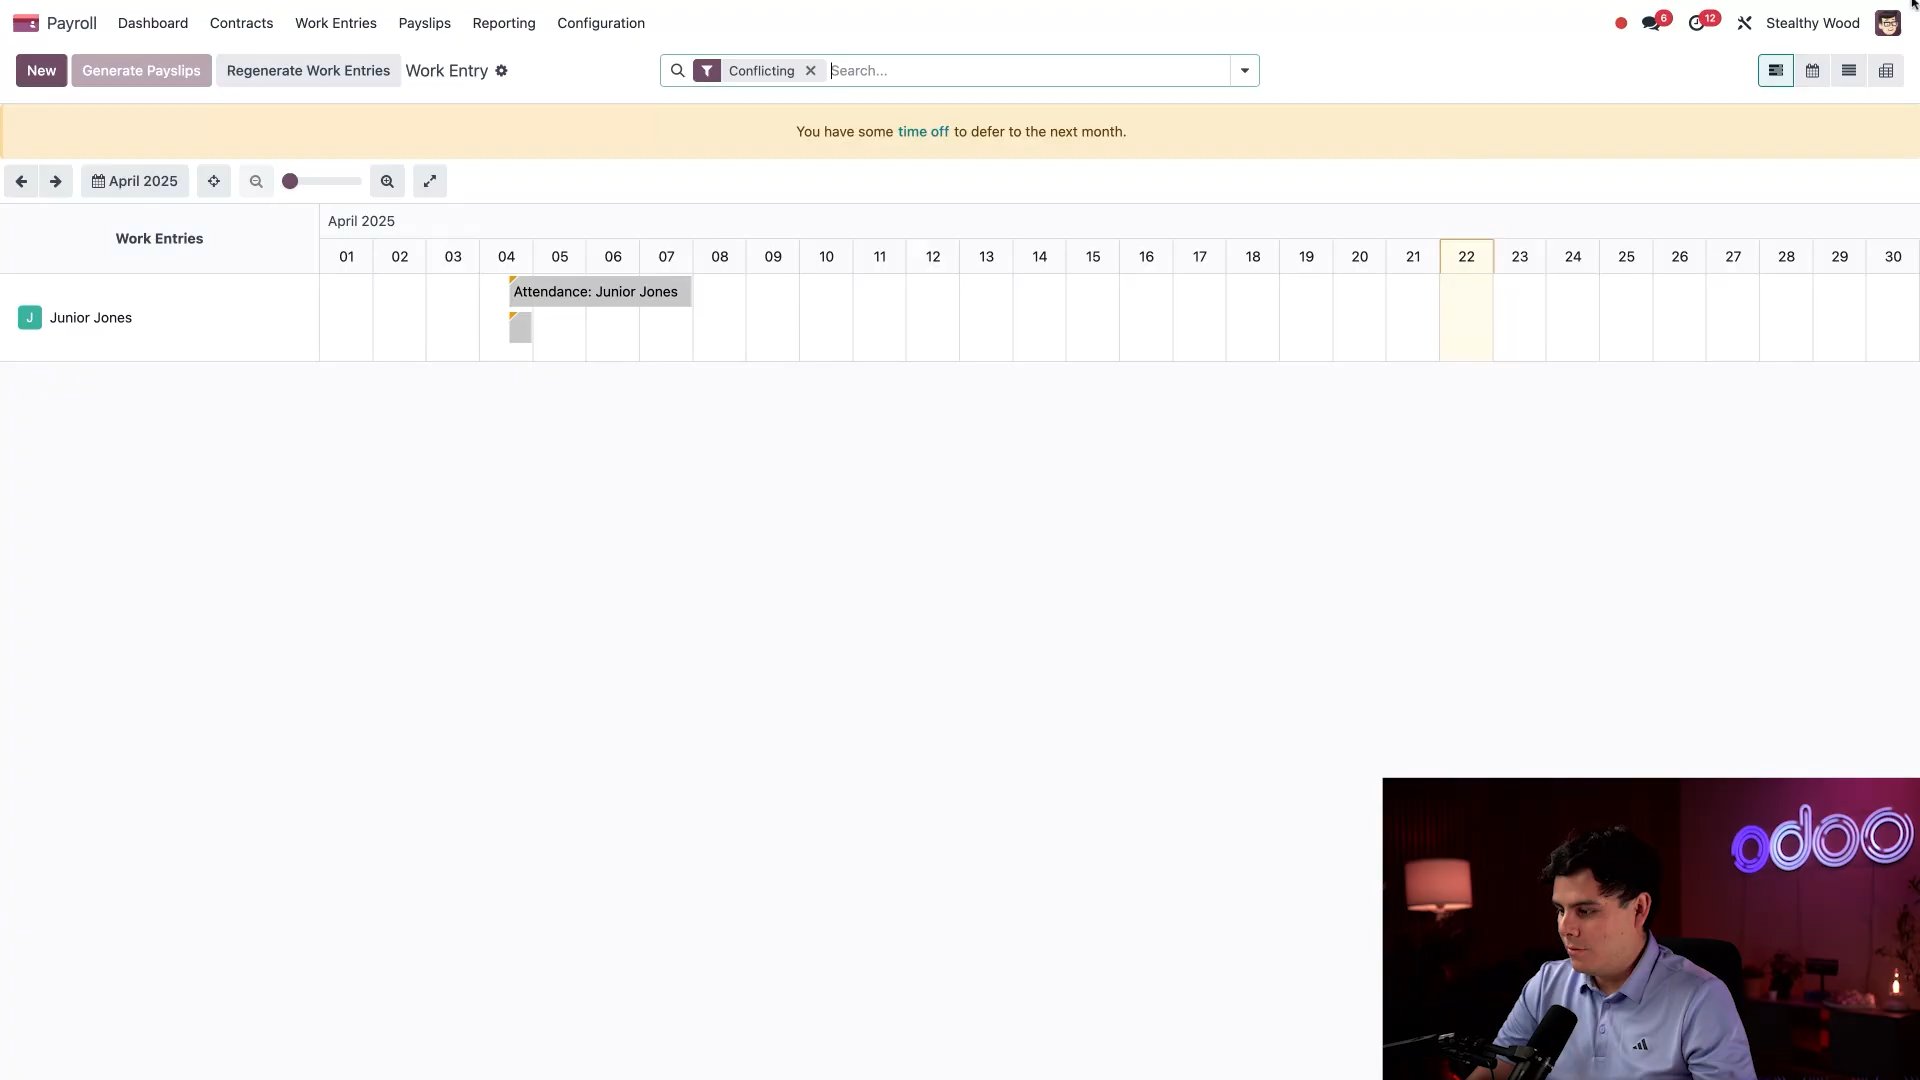 Payroll Dashboard Contracts Work Entries Payslips Reporting Configuration 6 12 Stealthy Wood
New Generate Payslips Regenerate Work Entries Work Entry Conflicting Search...
You have some time off to defer to the next month.
April 2025
Work Entries April 2025
01 02 03 04 05 06 07 08 09 10 11 12 13 14 15 16 17 18 19 20 21 22 23 24 25 26 27 28 29 30
Attendance: Junior Jones
J Junior Jones
odoo